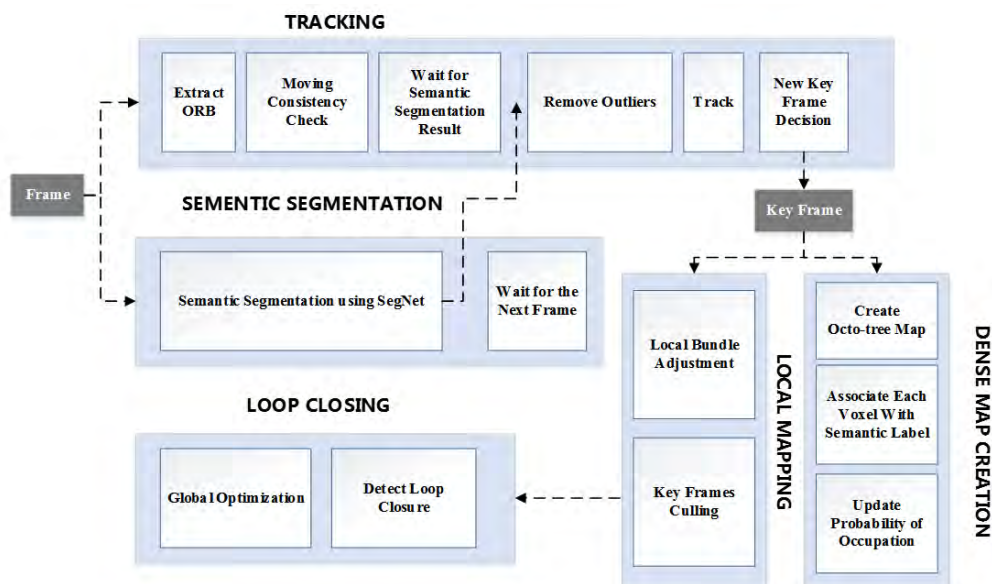 TRACKING
Extract
ORB
Moving
Consistency
Check
Wait for
Semantic
Segmentation
Result
Remove Outliers
Track
New Key
Frame
Decision
Frame
SEMENTIC SEGMENTATION
Semantic Segmentation using SegNet
Wait for the
Next Frame
Key Frame
Local Bundle
Adjustment
Key Frames
Culling
LOCAL MAPPING
Create
Octo-tree Map
Associate Each
Voxel With
Semantic Label
Update
Probability of
Occupation
DENSE MAP CREATION
LOOP CLOSING
Global Optimization
Detect Loop
Closure